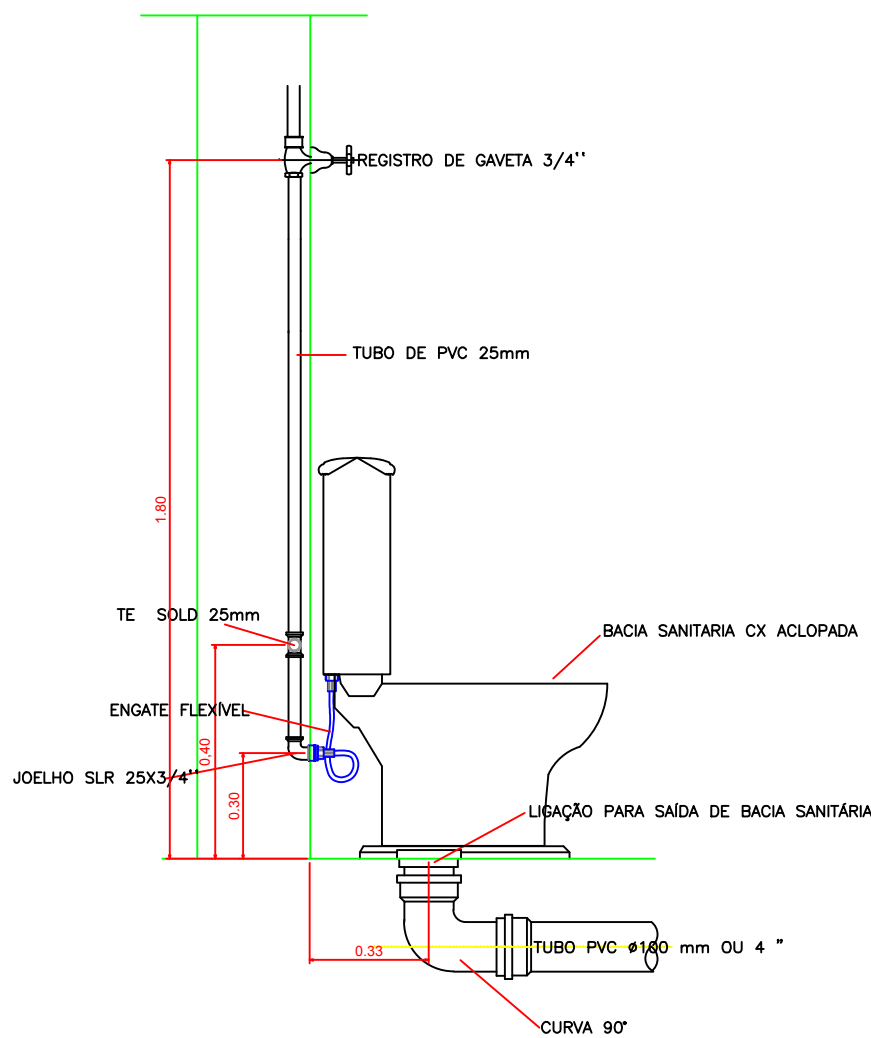 REGISTRO DE GAVETA 3/4''
TUBO DE PVC 25mm
1.80
TE SOLD 25mm
BACIA SANITARIA CX ACLOPADA
ENGATE FLEXÍVEL
0,40
JOELHO SLR 25X3/4''
0.30
LIGAÇÃO PARA SAÍDA DE BACIA SANITÁRIA
0.33
TUBO PVC ø100 mm OU 4 "
CURVA 90°